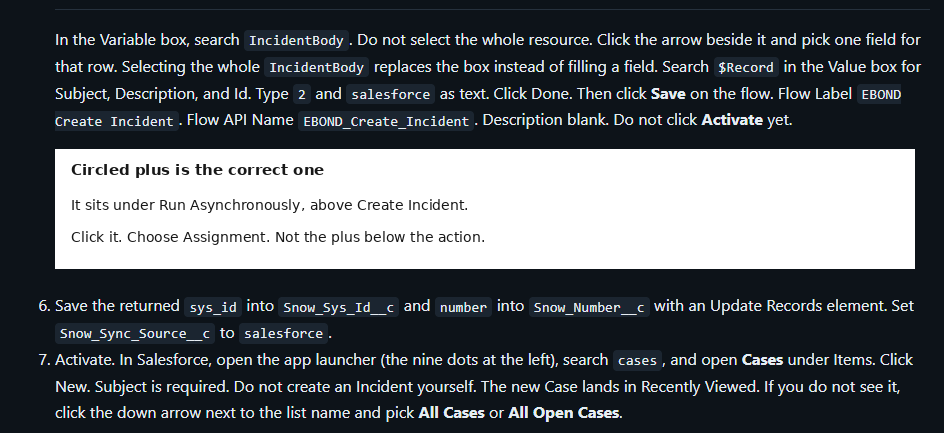 In the Variable box, search IncidentBody. Do not select the whole resource. Click the arrow beside it and pick one field for
that row. Selecting the whole IncidentBody replaces the box instead of filling a field. Search $Record in the Value box for
Subject, Description, and Id. Type 2 and salesforce as text. Click Done. Then click Save on the flow. Flow Label EBOND
Create Incident. Flow API Name EBOND_Create_Incident. Description blank. Do not click Activate yet.
Circled plus is the correct one
It sits under Run Asynchronously, above Create Incident.
Click it. Choose Assignment. Not the plus below the action.
6. Save the returned sys_id into Snow_Sys_Id__c and number into Snow_Number__c with an Update Records element. Set
Snow_Sync_Source__c to salesforce.
7. Activate. In Salesforce, open the app launcher (the nine dots at the left), search cases, and open Cases under Items. Click
New. Subject is required. Do not create an Incident yourself. The new Case lands in Recently Viewed. If you do not see it,
click the down arrow next to the list name and pick All Cases or All Open Cases.